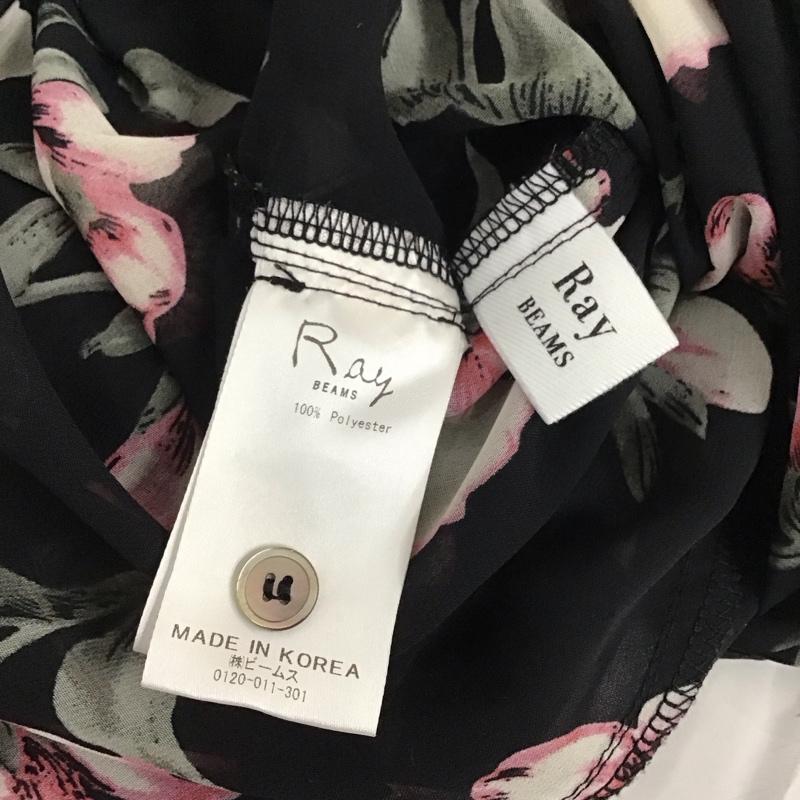 Ray
BEAMS
100% Polyester
MADE IN KOREA
㈱ビームス
0120-011-301
Ray
BEAMS